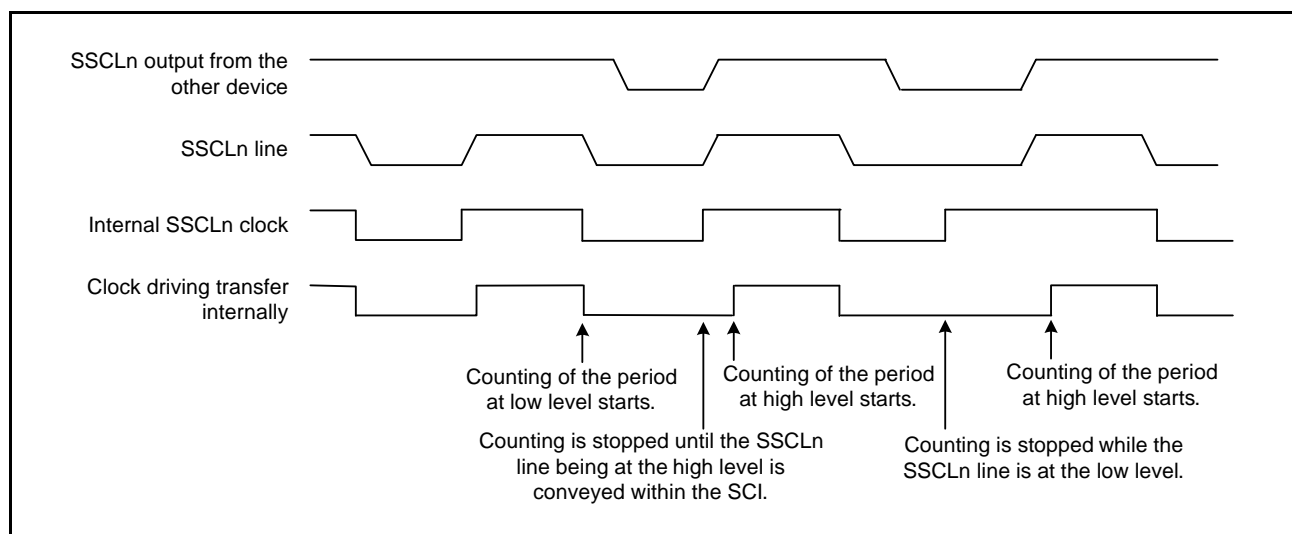 SSCLn output from the
other device
SSCLn line
Internal SSCLn clock
Clock driving transfer
internally
Counting of the period
at low level starts.
Counting of the period
at high level starts.
Counting of the period
at high level starts.
Counting is stopped until the SSCLn
line being at the high level is
conveyed within the SCI.
Counting is stopped while the
SSCLn line is at the low level.